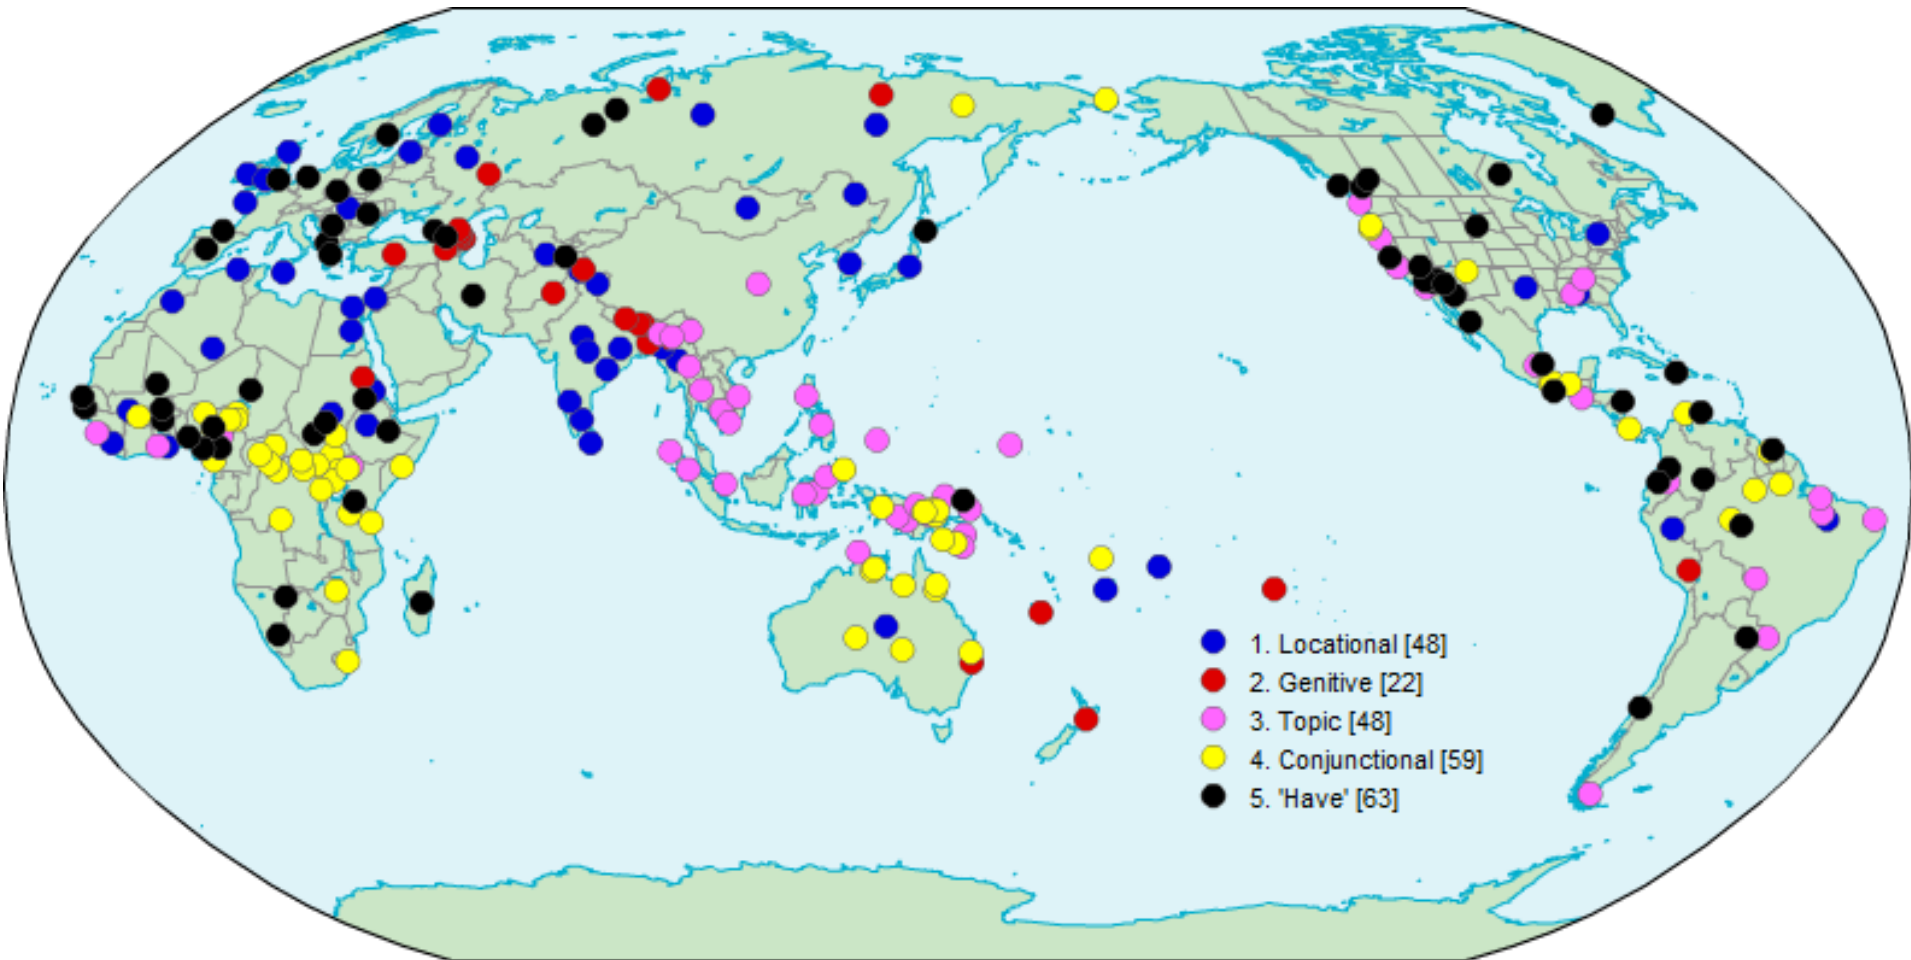 1. Locational [48]
2. Genitive [22]
3. Topic [48]
4. Conjunctional [59]
5. 'Have' [63]